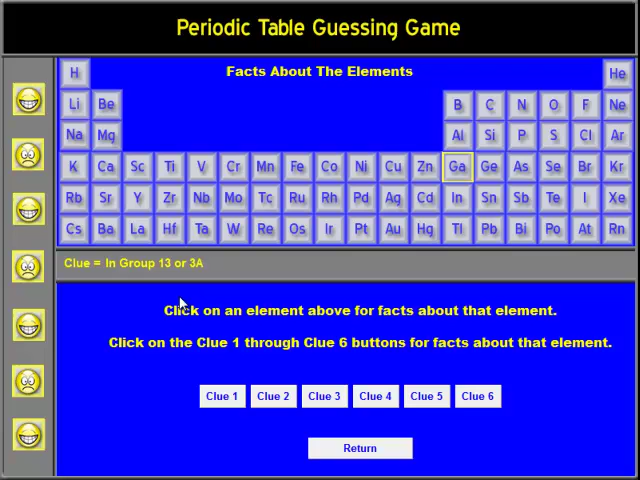 Periodic Table Guessing Game
H Facts About The Elements He
Li Be B C N O F Ne
Na Mg Al Si P S Cl Ar
K Ca Sc Ti V Cr Mn Fe Co Ni Cu Zn Ga Ge As Se Br Kr
Rb Sr Y Zr Nb Mo Tc Ru Rh Pd Ag Cd In Sn Sb Te I Xe
Cs Ba La Hf Ta W Re Os Ir Pt Au Hg Tl Pb Bi Po At Rn
Clue = In Group 13 or 3A
Click on an element above for facts about that element.
Click on the Clue 1 through Clue 6 buttons for facts about that element.
Clue 1 Clue 2 Clue 3 Clue 4 Clue 5 Clue 6
Return